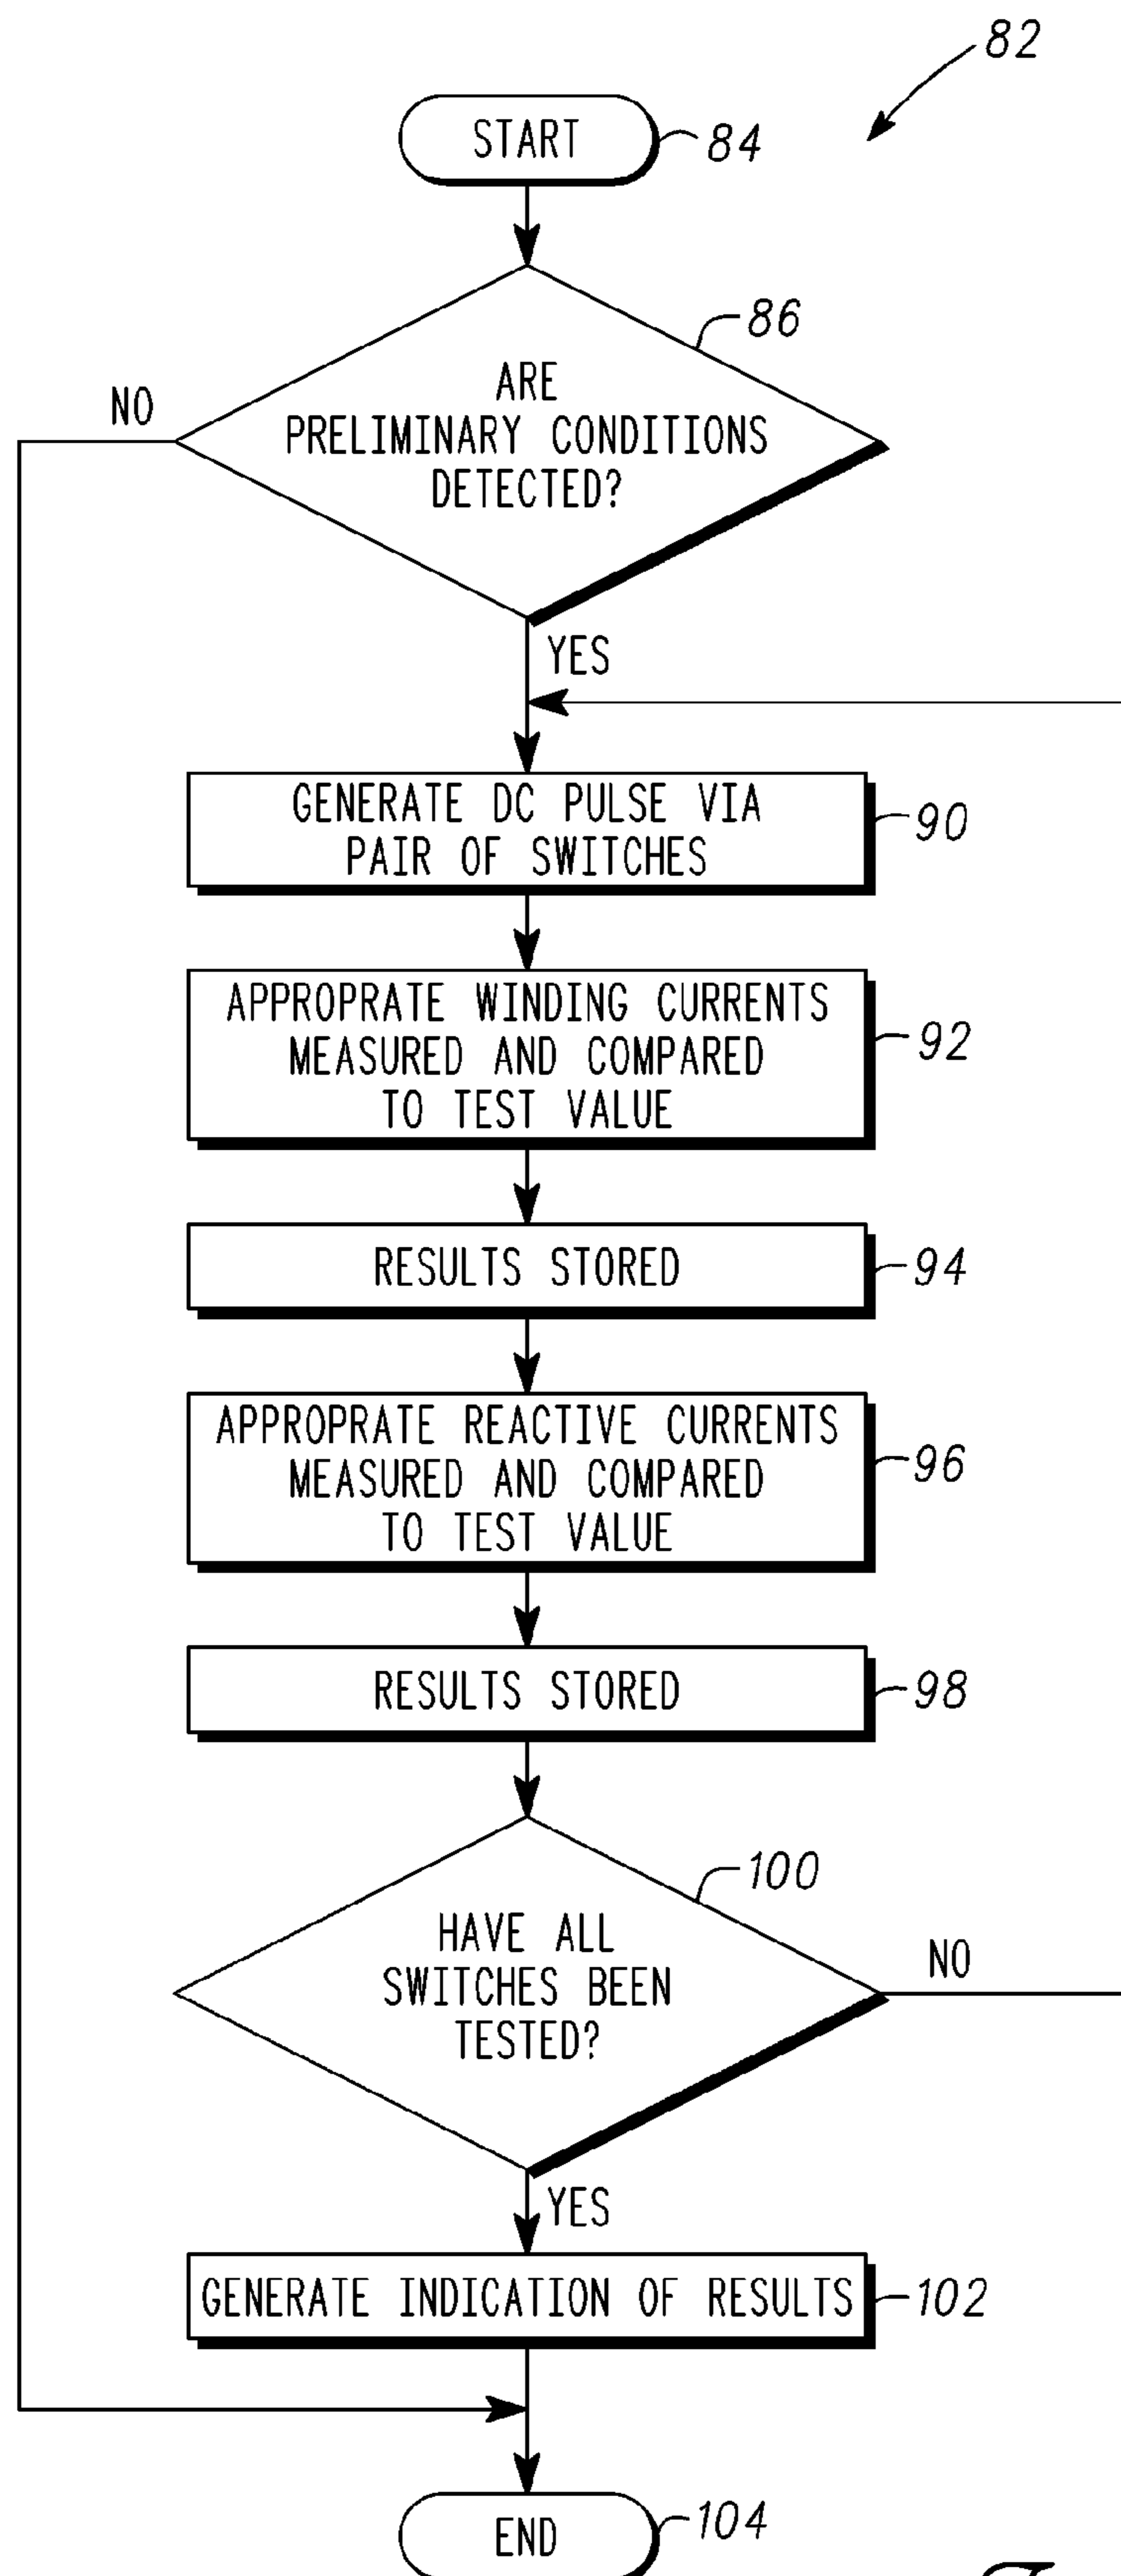 82
START
84
86
ARE
PRELIMINARY CONDITIONS
DETECTED?
NO
YES
GENERATE DC PULSE VIA
PAIR OF SWITCHES
90
APPROPRATE WINDING CURRENTS
MEASURED AND COMPARED
TO TEST VALUE
92
RESULTS STORED
94
APPROPRATE REACTIVE CURRENTS
MEASURED AND COMPARED
TO TEST VALUE
96
RESULTS STORED
98
100
HAVE ALL
SWITCHES BEEN
TESTED?
NO
YES
GENERATE INDICATION OF RESULTS
102
END
104